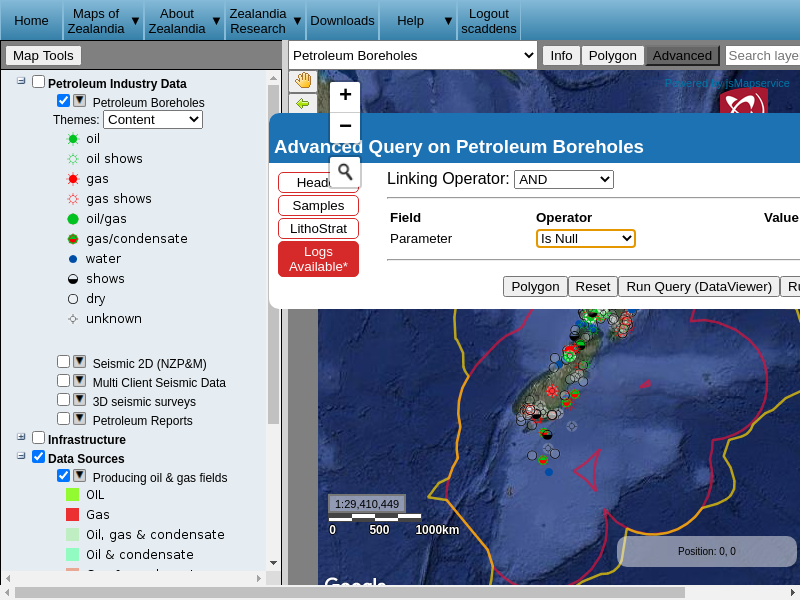 Home
Maps of Zealandia ▼
About Zealandia ▼
Zealandia Research ▼
Downloads
Help ▼
Logout scaddens
Map Tools
Petroleum Boreholes
Info
Polygon
Advanced
Search laye
Petroleum Industry Data
Petroleum Boreholes
Themes: Content
oil
oil shows
gas
gas shows
oil/gas
gas/condensate
water
shows
dry
unknown
Seismic 2D (NZP&M)
Multi Client Seismic Data
3D seismic surveys
Petroleum Reports
Infrastructure
Data Sources
Producing oil & gas fields
OIL
Gas
Oil, gas & condensate
Oil & condensate
Powered by jsMapservice
+
−
Advanced Query on Petroleum Boreholes
Samples
LithoStrat
Logs
Available*
Linking Operator: AND
Field Operator Value
Parameter Is Null
Polygon
Reset
Run Query (DataViewer)
1:29,410,449
0 500 1000km
Position: 0, 0
Google